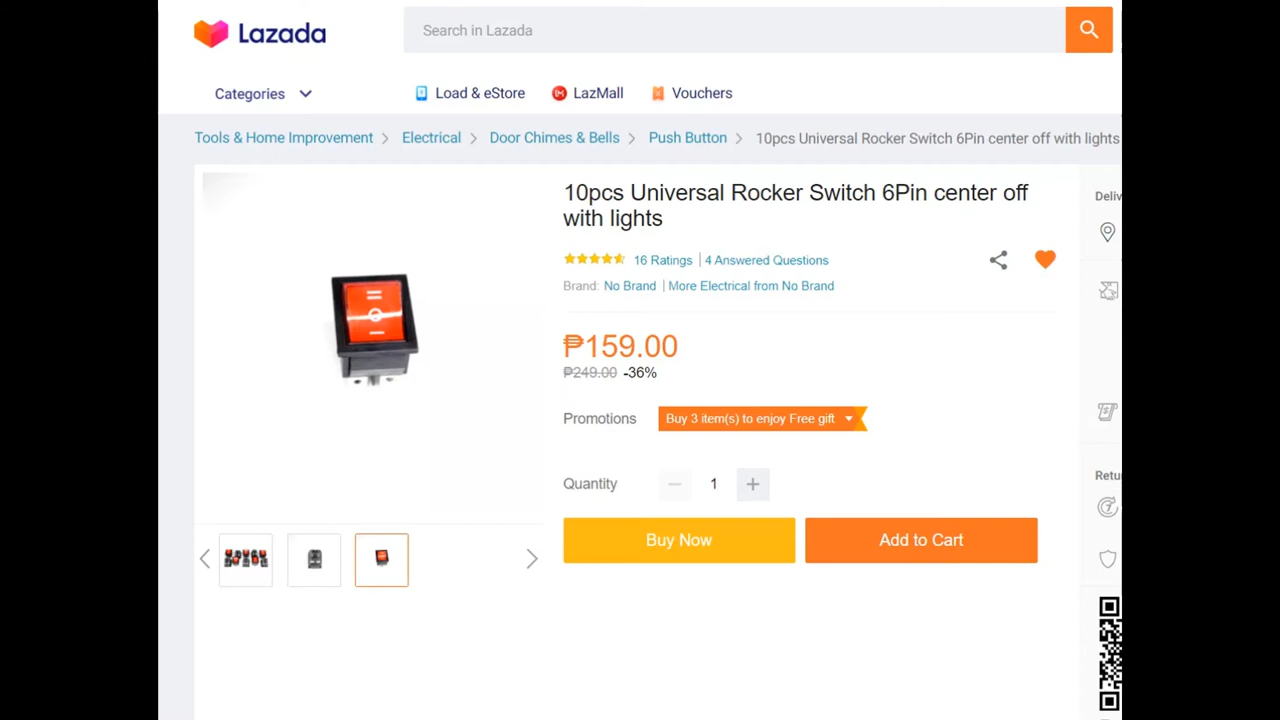 Lazada
Search in Lazada
Categories
Load & eStore
LazMall
Vouchers
Tools & Home Improvement
Electrical
Door Chimes & Bells
Push Button
10pcs Universal Rocker Switch 6Pin center off with lights
10pcs Universal Rocker Switch 6Pin center off
with lights
16 Ratings
4 Answered Questions
Brand: No Brand
More Electrical from No Brand
₱159.00
₱249.00 -36%
Promotions
Buy 3 item(s) to enjoy Free gift
Quantity
1
Buy Now
Add to Cart
Deliv
Retu